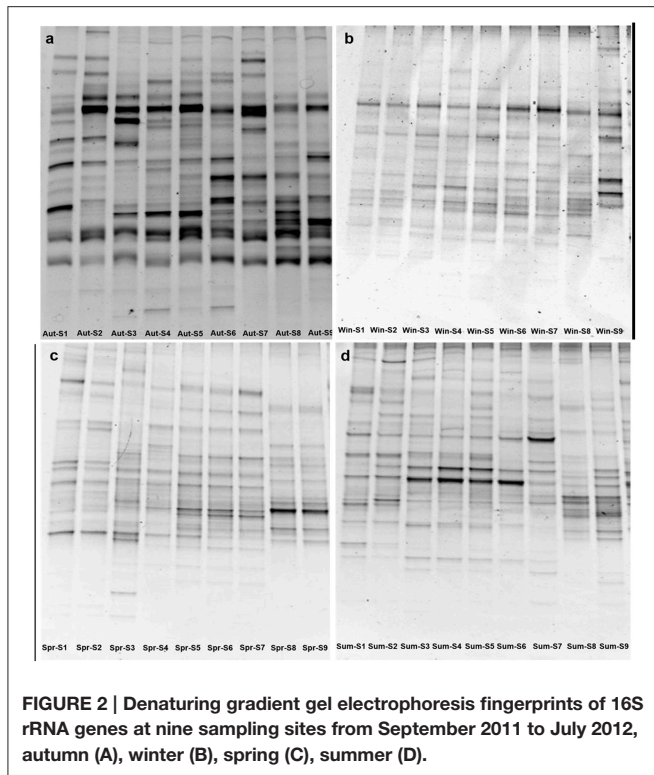 a
b
Aut-S1 Aut-S2 Aut-S3 Aut-S4 Aut-S5 Aut-S6 Aut-S7 Aut-S8 Aut-S9
Win-S1 Win-S2 Win-S3 Win-S4 Win-S5 Win-S6 Win-S7 Win-S8 Win-S9
c
d
Spr-S1 Spr-S2 Spr-S3 Spr-S4 Spr-S5 Spr-S6 Spr-S7 Spr-S8 Spr-S9
Sum-S1 Sum-S2 Sum-S3 Sum-S4 Sum-S5 Sum-S6 Sum-S7 Sum-S8 Sum-S9
FIGURE 2 | Denaturing gradient gel electrophoresis fingerprints of 16S
rRNA genes at nine sampling sites from September 2011 to July 2012,
autumn (A), winter (B), spring (C), summer (D).